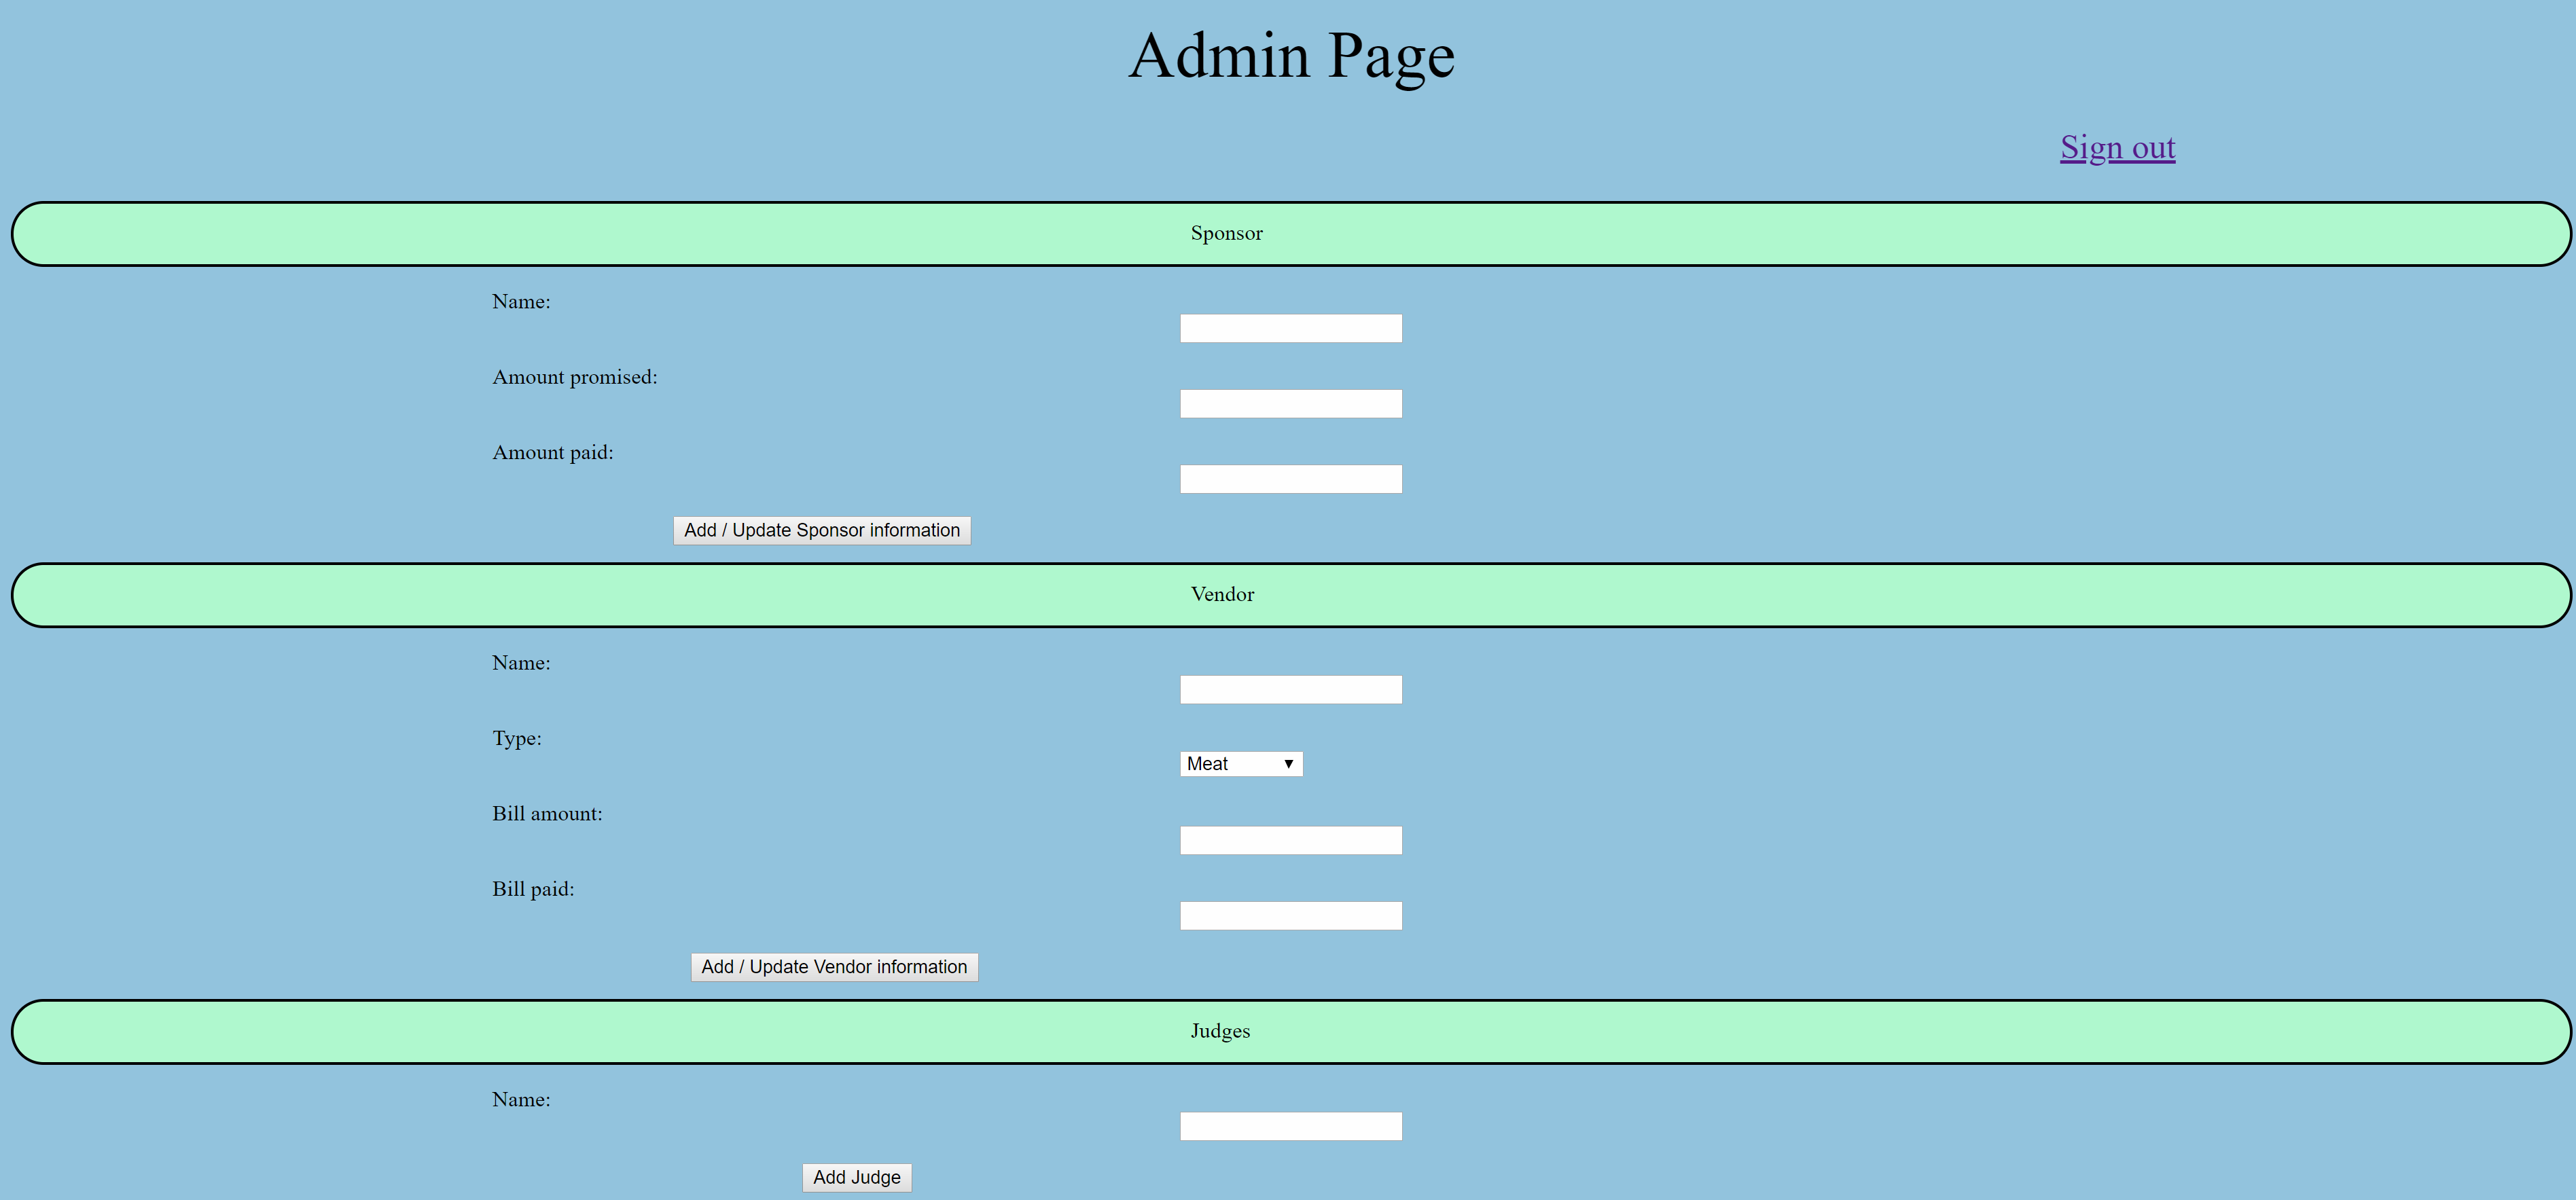 Admin Page
Sign out
Sponsor
Name:
Amount promised:
Amount paid:
Add / Update Sponsor information
Vendor
Name:
Type:
Meat
Bill amount:
Bill paid:
Add / Update Vendor information
Judges
Name:
Add Judge